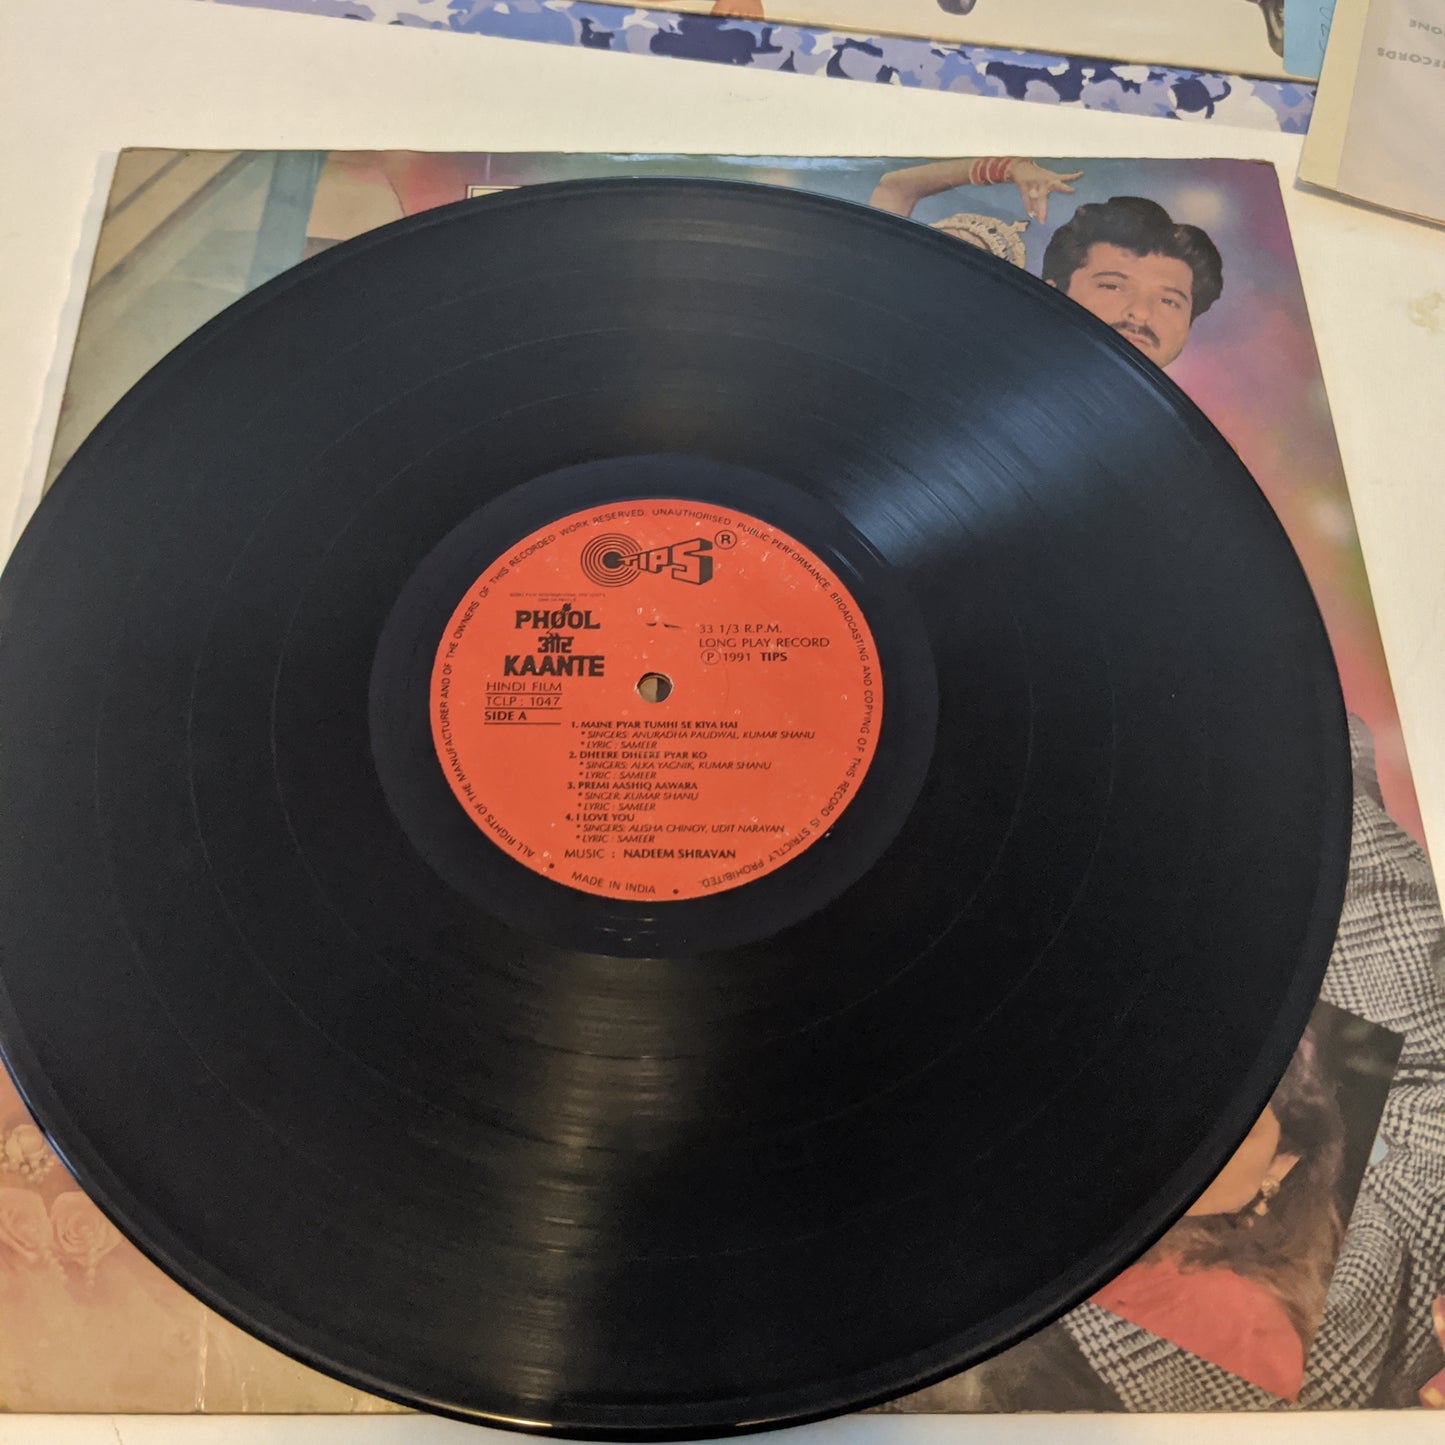 ALL RIGHTS OF THE MANUFACTURER AND OF THE OWNERS OF THIS RECORDED WORK RESERVED. UNAUTHORISED PUBLIC PERFORMANCE, BROADCASTING AND COPYING OF THIS RECORD IS STRICTLY PROHIBITED.
TIPS ®
PHOOL
और
KAANTE
33 1/3 R.P.M.
LONG PLAY RECORD
Ⓟ 1991 TIPS
HINDI FILM
TCLP : 1047
SIDE A
1. MAINE PYAR TUMHI SE KIYA HAI
* SINGERS: ANURADHA PAUDWAL, KUMAR SHANU
* LYRIC : SAMEER
2. DHEERE DHEERE PYAR KO
* SINGERS: ALKA YAGNIK, KUMAR SHANU
* LYRIC : SAMEER
3. PREMI AASHIQ AAWARA
* SINGER: KUMAR SHANU
* LYRIC : SAMEER
4. I LOVE YOU
* SINGERS: ALISHA CHINOY, UDIT NARAYAN
* LYRIC : SAMEER
MUSIC : NADEEM SHRAVAN
• MADE IN INDIA •
RECORDS